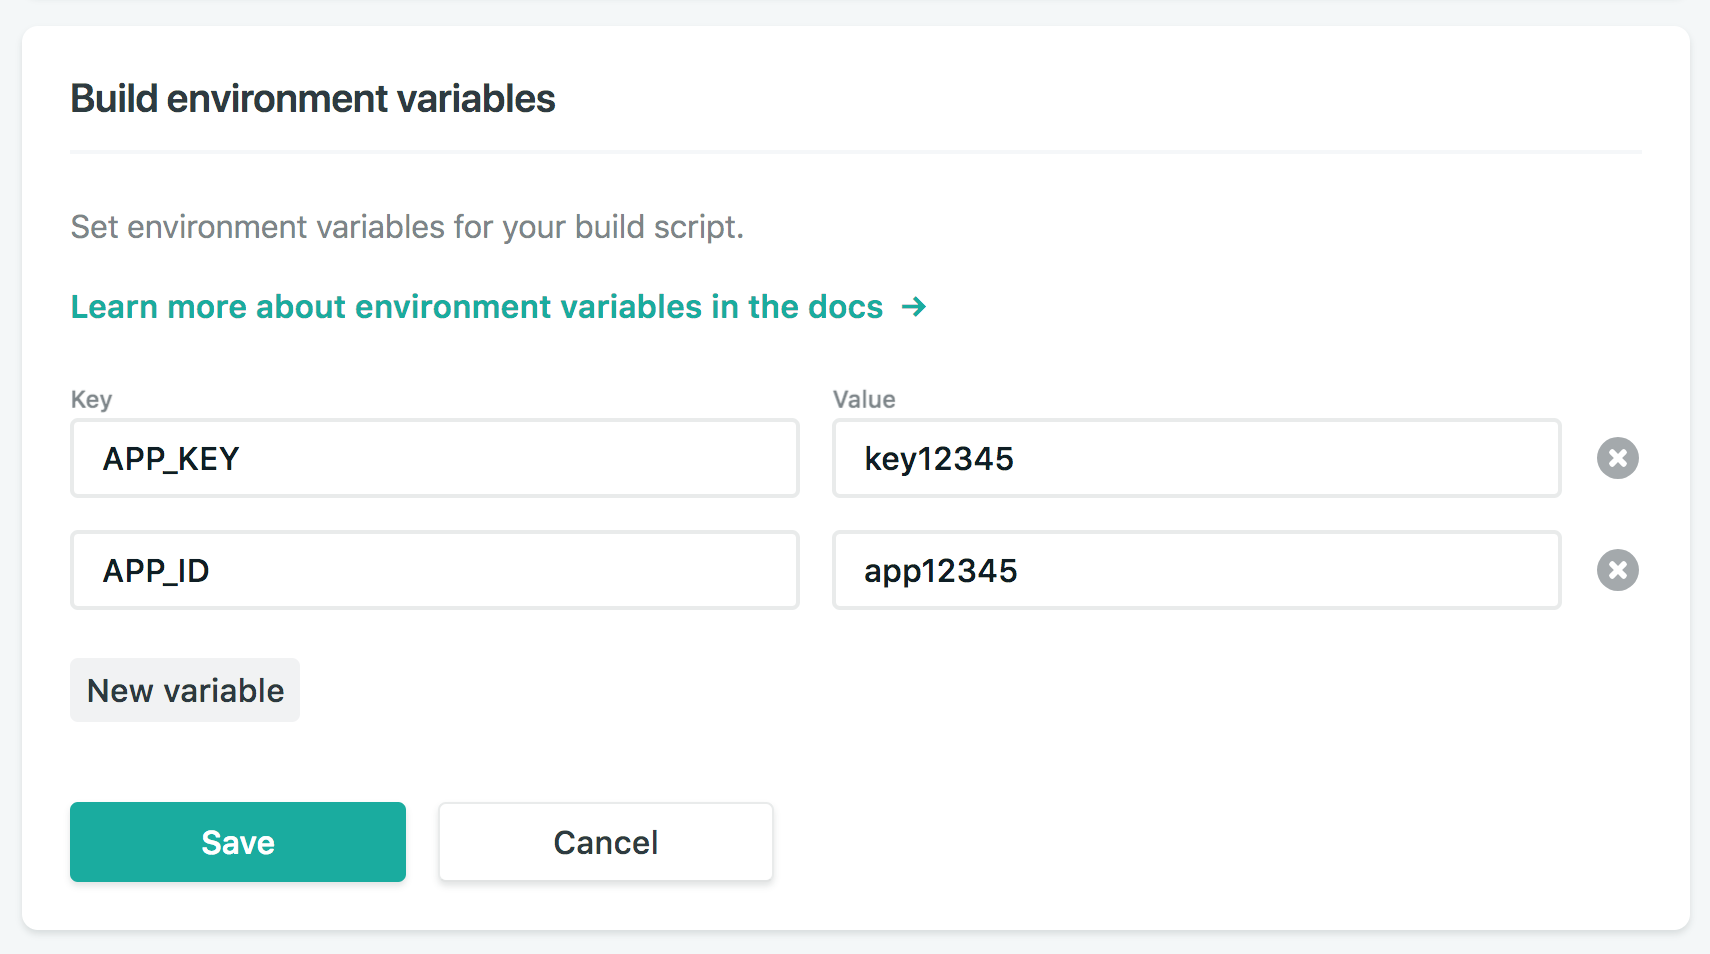 Build environment variables
Set environment variables for your build script.
Learn more about environment variables in the docs →
Key Value
APP_KEY key12345
APP_ID app12345
New variable
Save Cancel